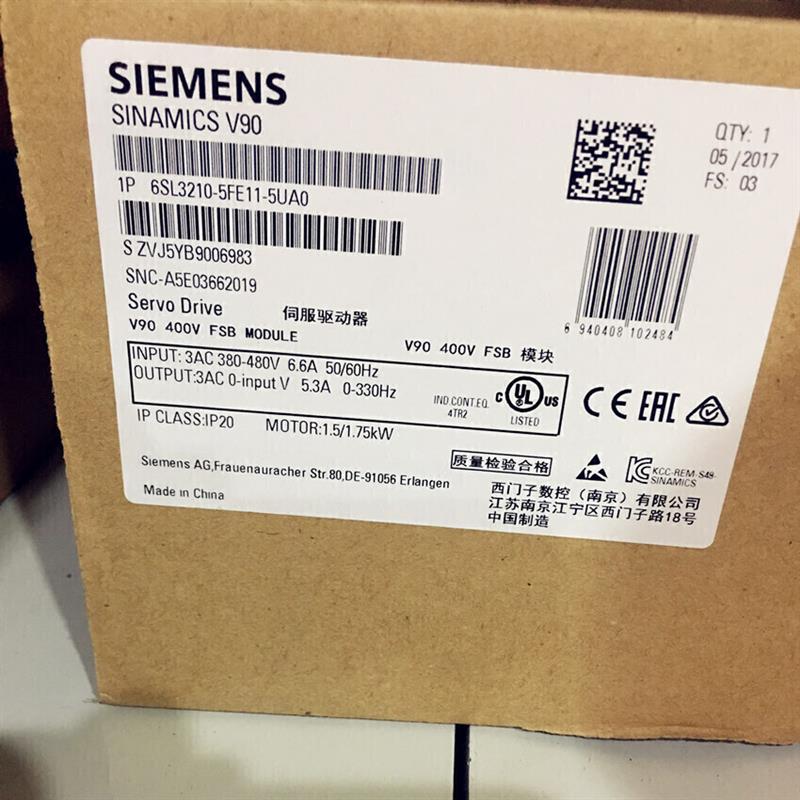 SIEMENS
SINAMICS V90
QTY: 1
05/2017
FS: 03
1P 6SL3210-5FE11-5UA0
S ZVJ5YB9006983
SNC-A5E03662019
Servo Drive 伺服驱动器
V90 400V FSB MODULE V90 400V FSB 模块
6 940408 102484
INPUT: 3AC 380-480V 6.6A 50/60Hz
OUTPUT:3AC 0-input V 5.3A 0-330Hz
IND.CONT.EQ.
4TR2
C UL US
LISTED
CE EAC
IP CLASS:IP20 MOTOR:1.5/1.75kW
质量检验合格
KCC-REM-S49-
SINAMICS
Siemens AG,Frauenauracher Str.80,DE-91056 Erlangen
Made in China
西门子数控（南京）有限公司
江苏南京江宁区西门子路18号
中国制造